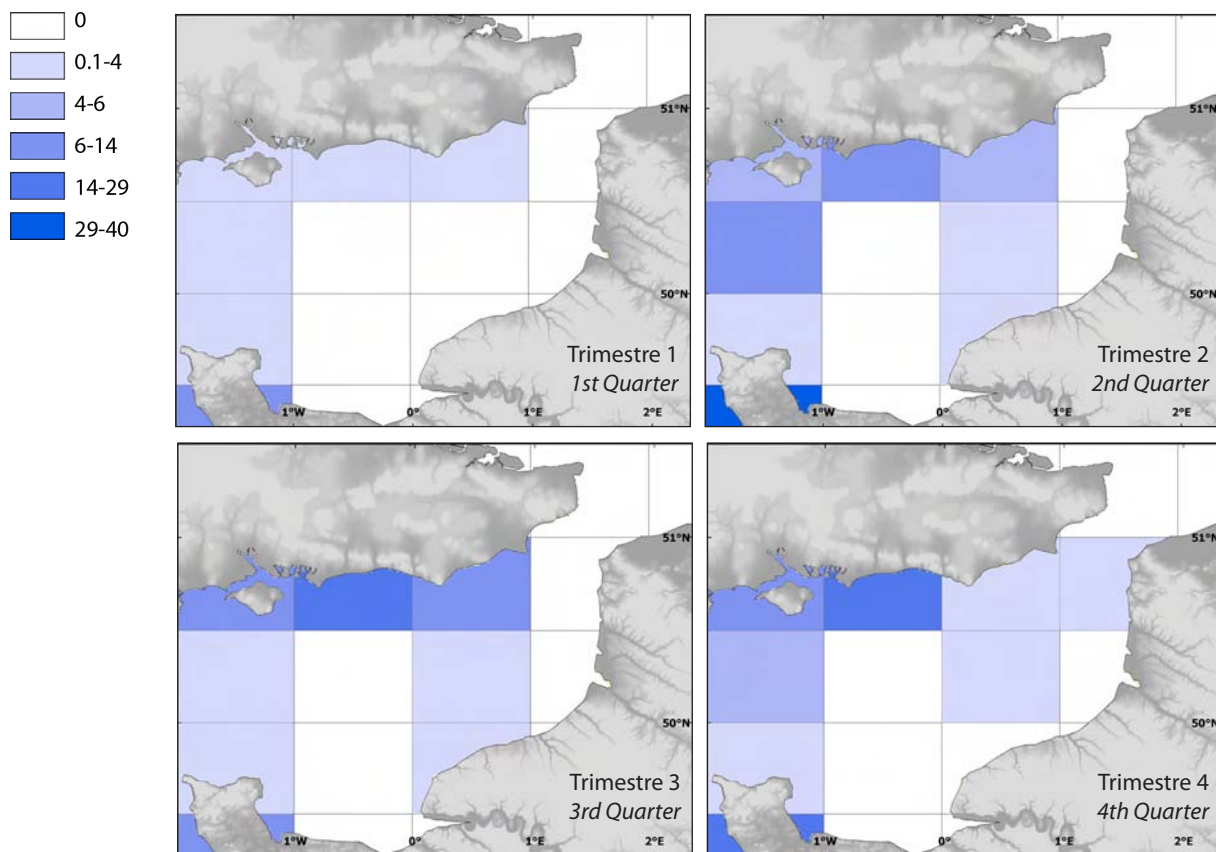 0
0.1-4
4-6
6-14
14-29
29-40
51°N
50°N
Trimestre 1
1st Quarter
1°W
0°
1°E
2°E
51°N
50°N
Trimestre 2
2nd Quarter
1°W
0°
1°E
2°E
51°N
50°N
Trimestre 3
3rd Quarter
1°W
0°
1°E
2°E
51°N
50°N
Trimestre 4
4th Quarter
1°W
0°
1°E
2°E